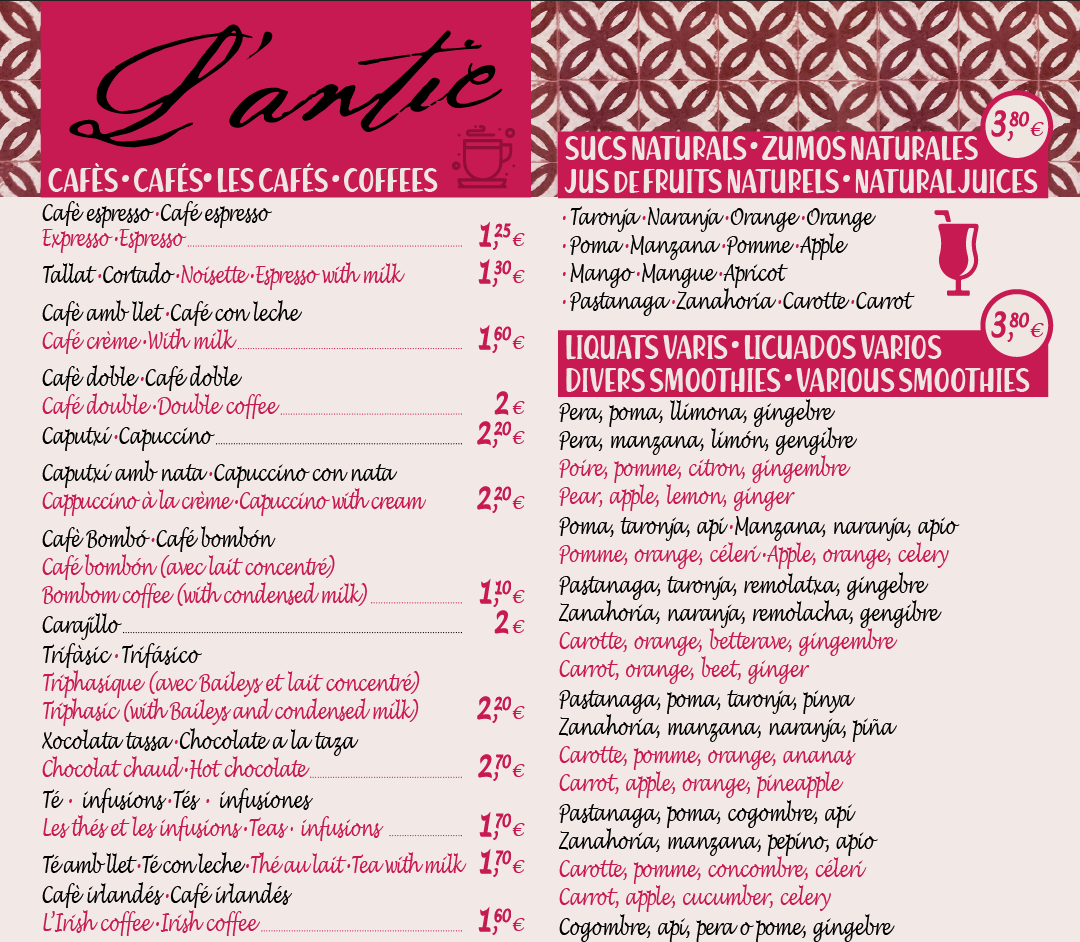 L'antic
CAFÈS • CAFÉS • LES CAFÉS • COFFEES
Cafè espresso · Café espresso
Expresso · Espresso 1,25 €
Tallat · Cortado · Noisette · Espresso with milk 1,30 €
Cafè amb llet · Café con leche
Café crème · With milk 1,60 €
Cafè doble · Café doble
Café double · Double coffee 2 €
Caputxi · Capuccino 2,20 €
Caputxi amb nata · Capuccino con nata
Cappuccino à la crème · Capuccino with cream 2,20 €
Cafè Bombó · Café bombón
Café bombón (avec lait concentré)
Bombom coffee (with condensed milk) 1,10 €
Carajillo 2 €
Trifàsic · Trifásico
Triphasique (avec Baileys et lait concentré)
Triphasic (with Baileys and condensed milk) 2,20 €
Xocolata tassa · Chocolate a la taza
Chocolat chaud · Hot chocolate 2,70 €
Té · infusions · Tés · infusiones
Les thés et les infusions · Teas · infusions 1,70 €
Té amb llet · Té con leche · Thé au lait · Tea with milk 1,70 €
Cafè irlandés · Café irlandés
L'Irish coffee · Irish coffee 1,60 €
3,80 €
SUCS NATURALS • ZUMOS NATURALES
JUS DE FRUITS NATURELS • NATURAL JUICES
· Taronja · Naranja · Orange · Orange
· Poma · Manzana · Pomme · Apple
· Mango · Mangue · Apricot
· Pastanaga · Zanahoria · Carotte · Carrot
3,80 €
LIQUATS VARIS • LICUADOS VARIOS
DIVERS SMOOTHIES • VARIOUS SMOOTHIES
Pera, poma, llimona, gingebre
Pera, manzana, limón, gengibre
Poire, pomme, citron, gingembre
Pear, apple, lemon, ginger
Poma, taronja, api · Manzana, naranja, apio
Pomme, orange, céleri · Apple, orange, celery
Pastanaga, taronja, remolatxa, gingebre
Zanahoria, naranja, remolacha, gengibre
Carotte, orange, betterave, gingembre
Carrot, orange, beet, ginger
Pastanaga, poma, taronja, pinya
Zanahoria, manzana, naranja, piña
Carotte, pomme, orange, ananas
Carrot, apple, orange, pineapple
Pastanaga, poma, cogombre, api
Zanahoria, manzana, pepino, apio
Carotte, pomme, concombre, céleri
Carrot, apple, cucumber, celery
Cogombre, api, pera o pome, gingebre